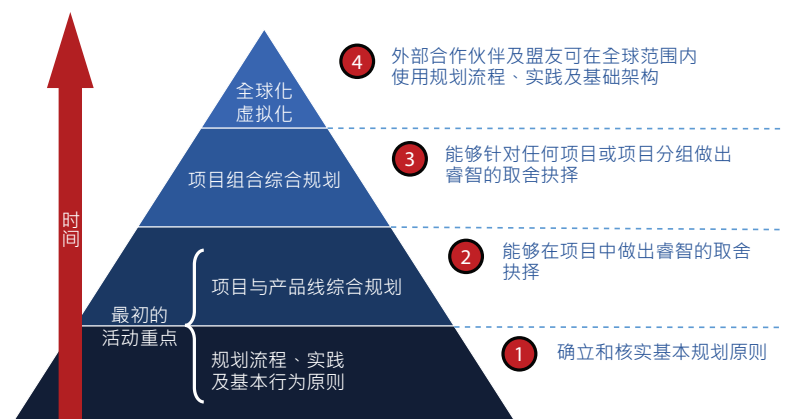 4
外部合作伙伴及盟友可在全球范围内
使用规划流程、实践及基础架构
全球化
虚拟化
3
能够针对任何项目或项目分组做出
睿智的取舍抉择
项目组合综合规划
时间
2
能够在项目中做出睿智的取舍
抉择
项目与产品线综合规划
最初的
活动重点
1
确立和核实基本规划原则
规划流程、实践
及基本行为原则